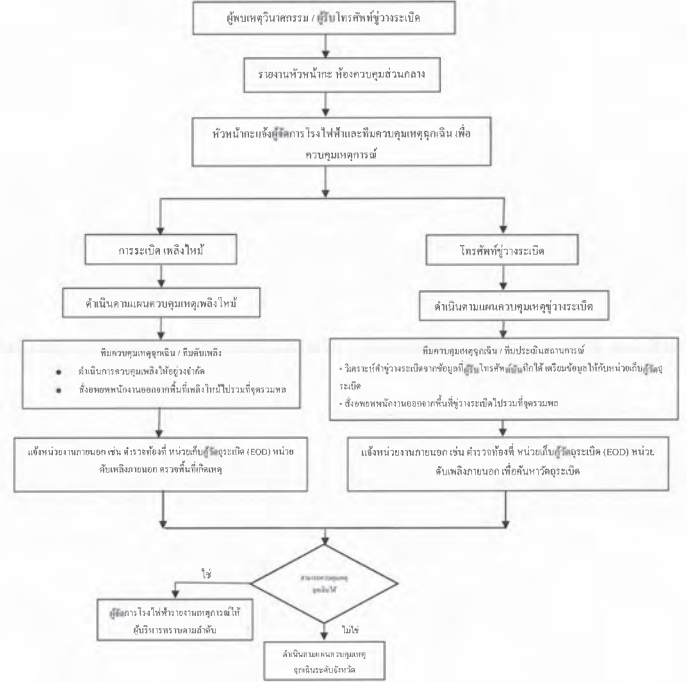 ผู้พบเหตุวินาศกรรม / ผู้รับโทรศัพท์ขู่วางระเบิด
รายงานหัวหน้ากะ ห้องควบคุมส่วนกลาง
หัวหน้ากะแจ้งผู้จัดการโรงไฟฟ้าและทีมควบคุมเหตุฉุกเฉิน เพื่อ
ควบคุมเหตุการณ์
การระเบิด เพลิงไหม้
โทรศัพท์ขู่วางระเบิด
ดำเนินตามแผนควบคุมเหตุเพลิงไหม้
ดำเนินตามแผนควบคุมเหตุขู่วางระเบิด
ทีมควบคุมเหตุฉุกเฉิน / ทีมดับเพลิง
● ดำเนินการควบคุมเพลิงให้อยู่วงจำกัด
● สั่งอพยพพนักงานออกจากพื้นที่เพลิงไหม้ไปรวมที่จุดรวมพล
ทีมควบคุมเหตุฉุกเฉิน / ทีมประเมินสถานการณ์
- วิเคราะห์คำขู่วางระเบิดจากข้อมูลที่ผู้รับโทรศัพท์บันทึกได้ เตรียมข้อมูลให้กับหน่วยเก็บกู้วัตถุ
ระเบิด
- สั่งอพยพพนักงานออกจากพื้นที่ขู่วางระเบิดไปรวมที่จุดรวมพล
แจ้งหน่วยงานภายนอก เช่น ตำรวจท้องที่ หน่วยเก็บกู้วัตถุระเบิด (EOD) หน่วย
ดับเพลิงภายนอก ตรวจพื้นที่เกิดเหตุ
แจ้งหน่วยงานภายนอก เช่น ตำรวจท้องที่ หน่วยเก็บกู้วัตถุระเบิด (EOD) หน่วย
ดับเพลิงภายนอก เพื่อค้นหาวัตถุระเบิด
สามารถควบคุมเหตุ
ฉุกเฉินได้
ใช่
ผู้จัดการโรงไฟฟ้ารายงานเหตุการณ์ให้
ผู้บริหารทราบตามลำดับ
ไม่ใช่
ดำเนินตามแผนควบคุมเหตุ
ฉุกเฉินระดับจังหวัด